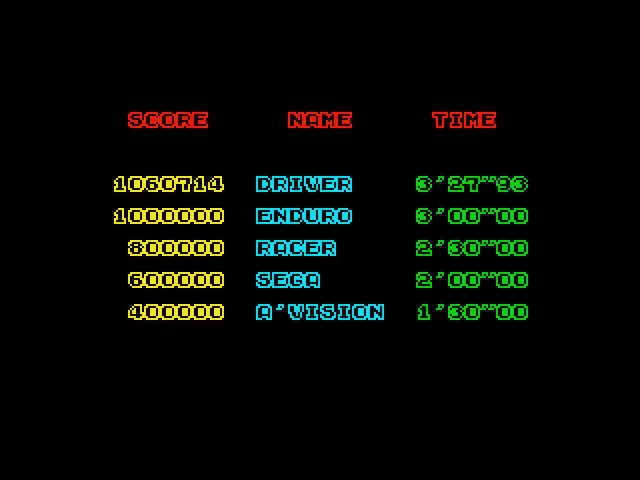 SCORE NAME TIME
1060714 DRIVER 3'27"93
1000000 ENDURO 3'00"00
800000 RACER 2'30"00
600000 SEGA 2'00"00
400000 A'VISION 1'30"00